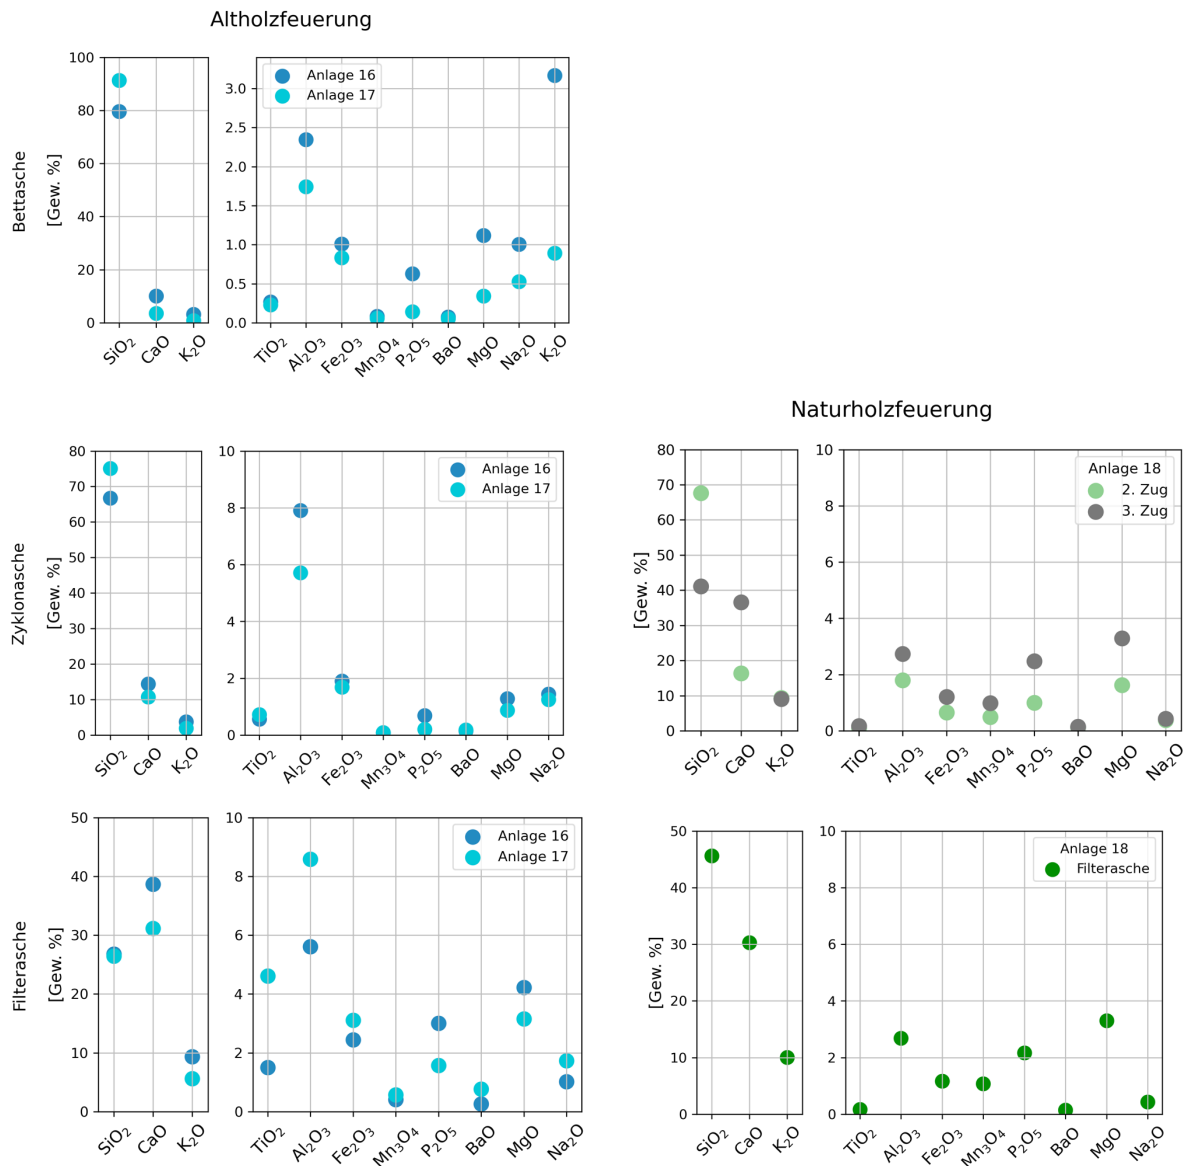 Altholzfeuerung
Bettasche
[Gew. %]
100
80
60
40
20
0
SiO₂ CaO K₂O
3.0
2.5
2.0
1.5
1.0
0.5
0.0
Anlage 16
Anlage 17
TiO₂ Al₂O₃ Fe₂O₃ Mn₃O₄ P₂O₅ BaO MgO Na₂O K₂O
Naturholzfeuerung
Zyklonasche
[Gew. %]
80
70
60
50
40
30
20
10
0
SiO₂ CaO K₂O
10
8
6
4
2
0
Anlage 16
Anlage 17
TiO₂ Al₂O₃ Fe₂O₃ Mn₃O₄ P₂O₅ BaO MgO Na₂O
[Gew. %]
80
70
60
50
40
30
20
10
0
SiO₂ CaO K₂O
10
8
6
4
2
0
Anlage 18
2. Zug
3. Zug
TiO₂ Al₂O₃ Fe₂O₃ Mn₃O₄ P₂O₅ BaO MgO Na₂O
Filterasche
[Gew. %]
50
40
30
20
10
0
SiO₂ CaO K₂O
10
8
6
4
2
0
Anlage 16
Anlage 17
TiO₂ Al₂O₃ Fe₂O₃ Mn₃O₄ P₂O₅ BaO MgO Na₂O
[Gew. %]
50
40
30
20
10
0
SiO₂ CaO K₂O
10
8
6
4
2
0
Anlage 18
Filterasche
TiO₂ Al₂O₃ Fe₂O₃ Mn₃O₄ P₂O₅ BaO MgO Na₂O